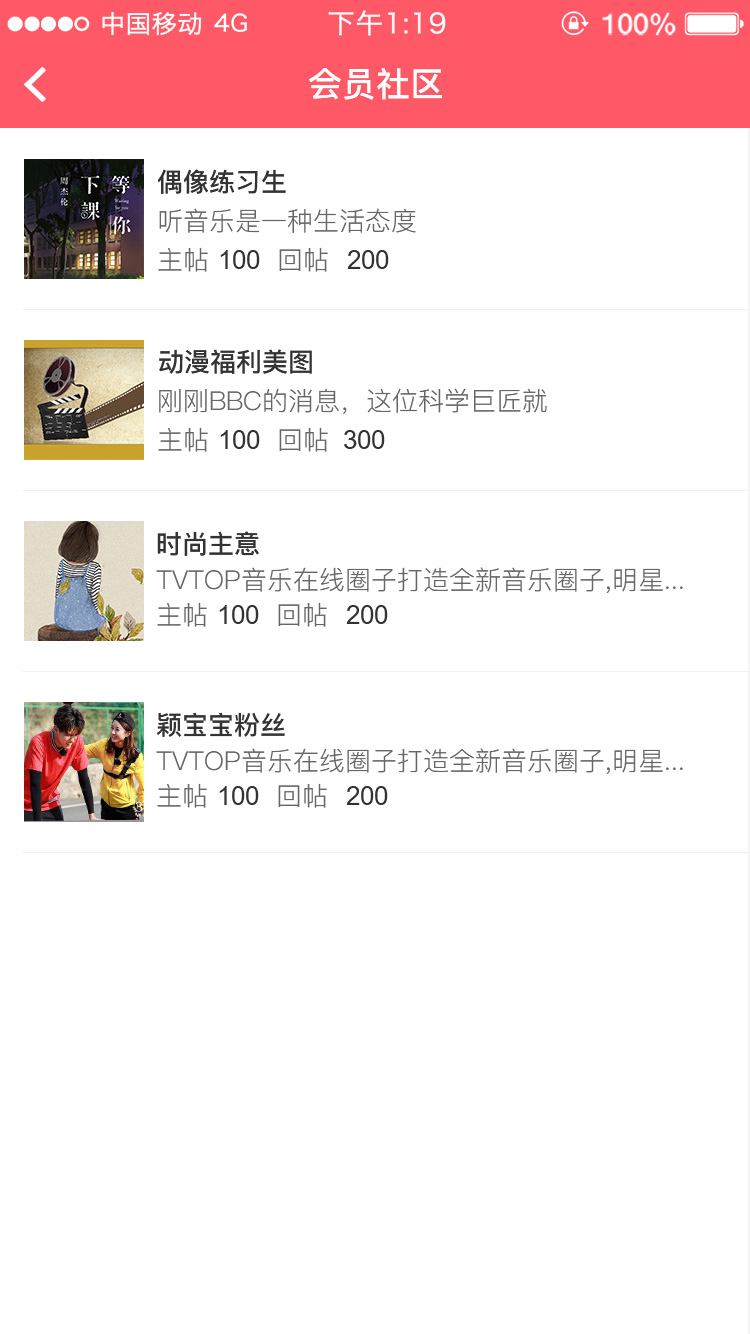 中国移动 4G 下午1:19 100%
会员社区
等你
下課
周杰伦
Waiting for you
偶像练习生
听音乐是一种生活态度
主帖 100 回帖 200
动漫福利美图
刚刚BBC的消息，这位科学巨匠就
主帖 100 回帖 300
时尚主意
TVTOP音乐在线圈子打造全新音乐圈子,明星...
主帖 100 回帖 200
颖宝宝粉丝
TVTOP音乐在线圈子打造全新音乐圈子,明星...
主帖 100 回帖 200